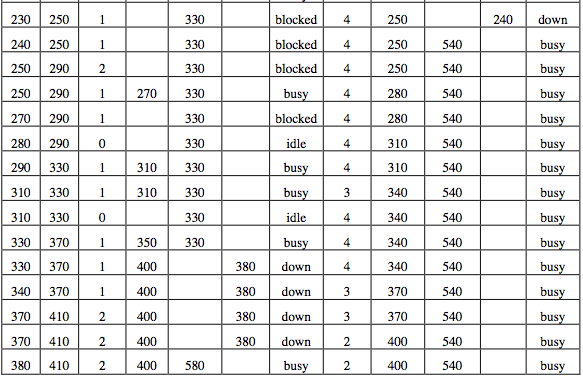 230 250 1 330 blocked 4 250 240 down
240 250 1 330 blocked 4 250 540 busy
250 290 2 330 blocked 4 250 540 busy
250 290 1 270 330 busy 4 280 540 busy
270 290 1 330 blocked 4 280 540 busy
280 290 0 330 idle 4 310 540 busy
290 330 1 310 330 busy 4 310 540 busy
310 330 1 310 330 busy 3 340 540 busy
310 330 0 330 idle 4 340 540 busy
330 370 1 350 330 busy 4 340 540 busy
330 370 1 400 380 down 4 340 540 busy
340 370 1 400 380 down 3 370 540 busy
370 410 2 400 380 down 3 370 540 busy
370 410 2 400 380 down 2 400 540 busy
380 410 2 400 580 busy 2 400 540 busy